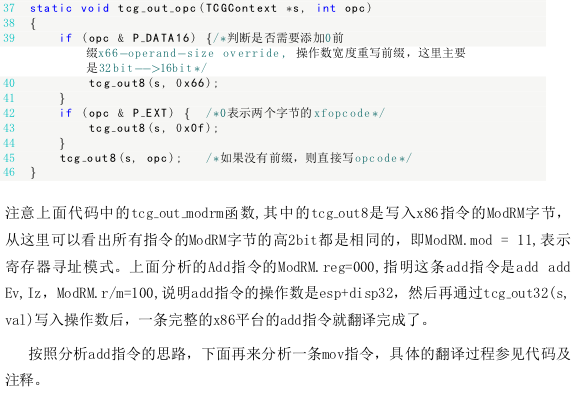 37 static void tcg_out_opc(TCGContext *s, int opc)
38 {
39 if (opc & P_DATA16) {/*判断是否需要添加0前
缀x66—operand—size override, 操作数宽度重写前缀，这里主要
是32bit——>16bit*/
40 tcg_out8(s, 0x66);
41 }
42 if (opc & P_EXT) { /*0表示两个字节的xfopcode*/
43 tcg_out8(s, 0x0f);
44 }
45 tcg_out8(s, opc); /*如果没有前缀，则直接写opcode*/
46 }
注意上面代码中的tcg_out_modrm函数,其中的tcg_out8是写入x86指令的ModRM字节，
从这里可以看出所有指令的ModRM字节的高2bit都是相同的，即ModRM.mod = 11,表示
寄存器寻址模式。上面分析的Add指令的ModRM.reg=000,指明这条add指令是add add
Ev,Iz，ModRM.r/m=100,说明add指令的操作数是esp+disp32，然后再通过tcg_out32(s,
val)写入操作数后，一条完整的x86平台的add指令就翻译完成了。
按照分析add指令的思路，下面再来分析一条mov指令，具体的翻译过程参见代码及
注释。